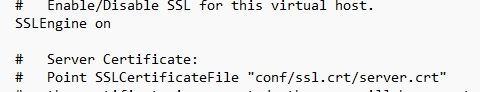 #   Enable/Disable SSL for this virtual host.
SSLEngine on

#   Server Certificate:
#   Point SSLCertificateFile "conf/ssl.crt/server.crt"